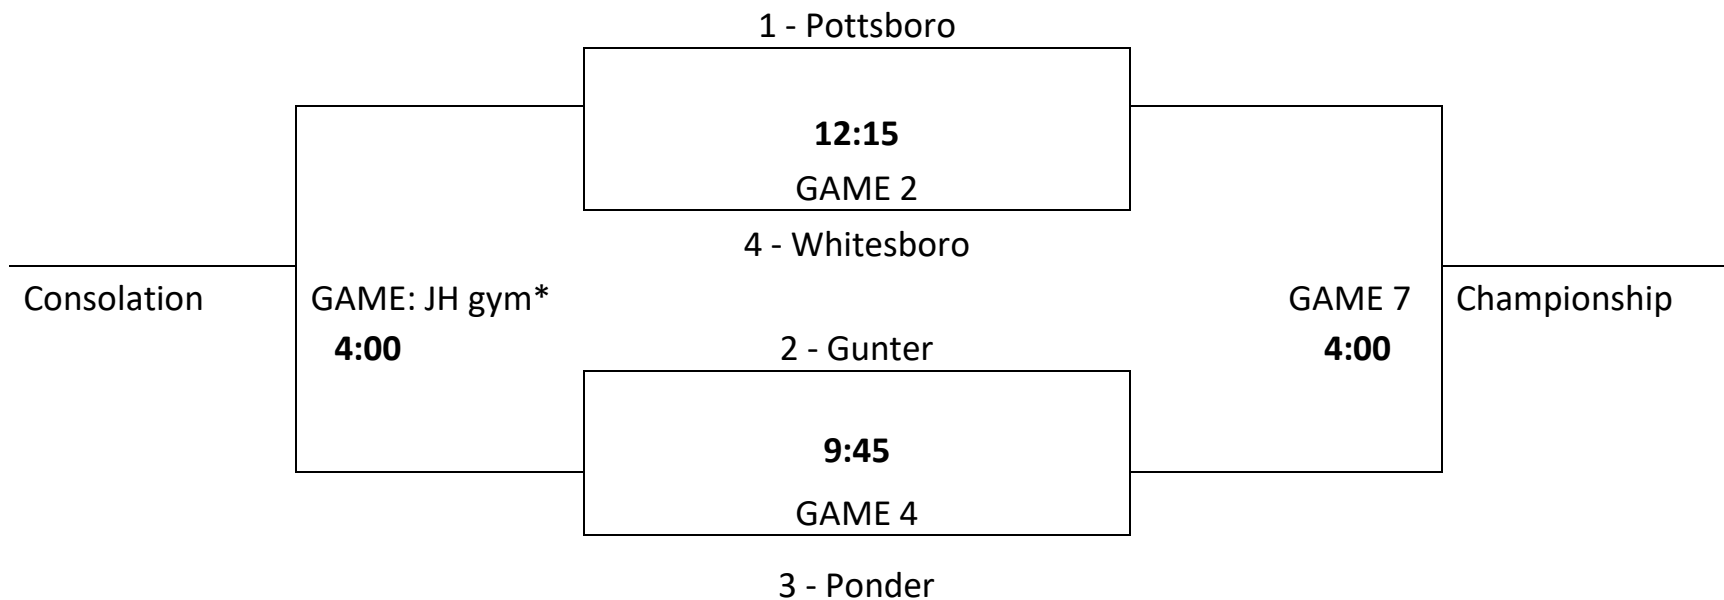 1 - Pottsboro
12:15
GAME 2
4 - Whitesboro
Consolation
GAME: JH gym*
4:00
GAME 7
4:00
Championship
2 - Gunter
9:45
GAME 4
3 - Ponder